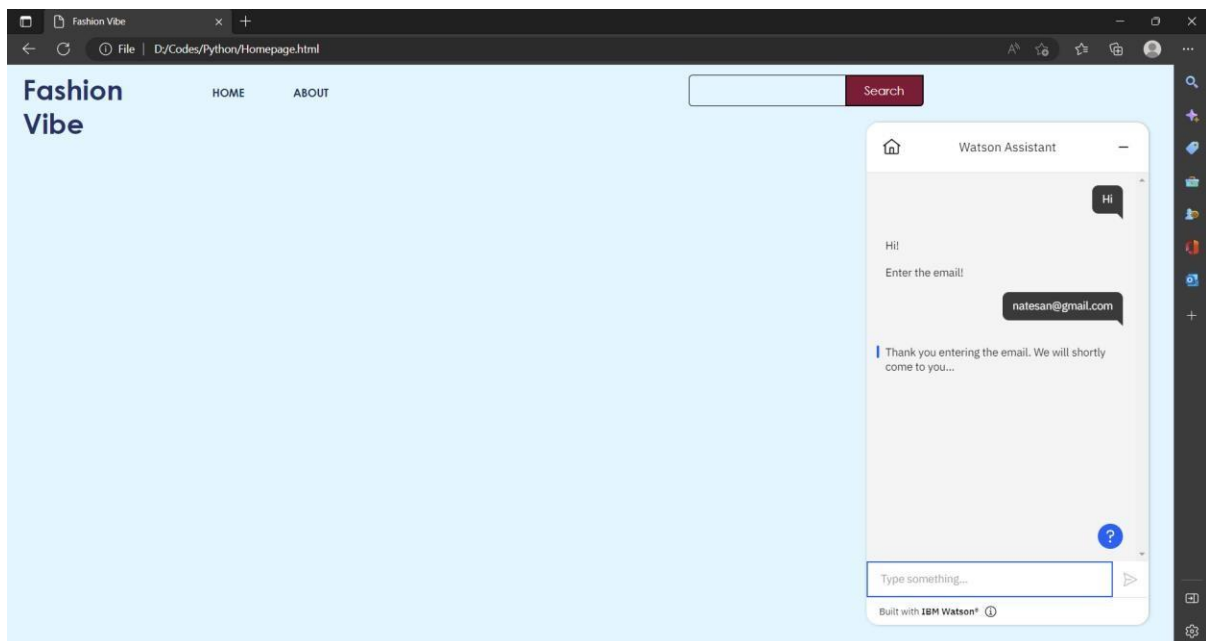 Fashion Vibe
File | D:/Codes/Python/Homepage.html
Fashion
Vibe
HOME
ABOUT
Search
Watson Assistant
Hi
Hi!
Enter the email!
natesan@gmail.com
Thank you entering the email. We will shortly
come to you...
?
Type something...
Built with IBM Watson®